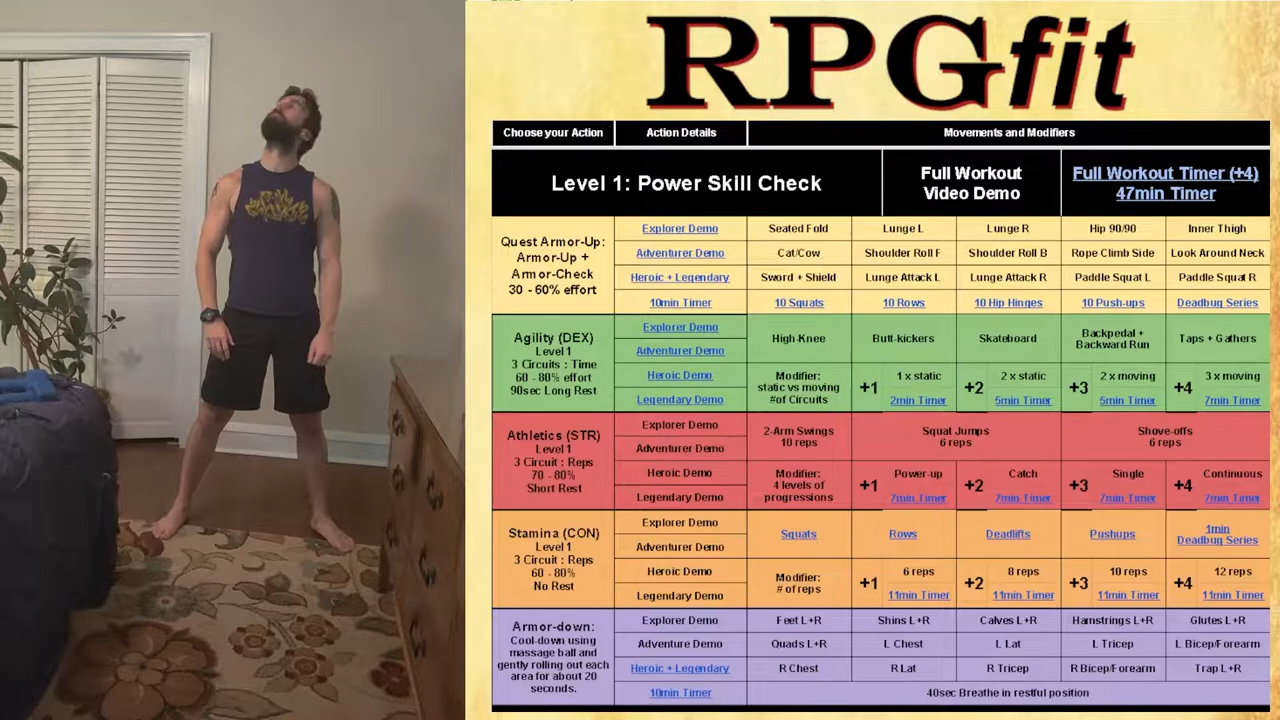 RPGfit
Choose your Action Action Details Movements and Modifiers
Level 1: Power Skill Check
Full Workout
Video Demo
Full Workout Timer (+4)
47min Timer
Quest Armor-Up:
Armor-Up +
Armor-Check
30 - 60% effort
Explorer Demo Seated Fold Lunge L Lunge R Hip 90/90 Inner Thigh
Adventurer Demo Cat/Cow Shoulder Roll F Shoulder Roll B Rope Climb Side Look Around Neck
Heroic + Legendary Sword + Shield Lunge Attack L Lunge Attack R Paddle Squat L Paddle Squat R
10min Timer 10 Squats 10 Rows 10 Hip Hinges 10 Push-ups Deadbug Series
Agility (DEX)
Level 1
3 Circuits : Time
60 - 80% effort
90sec Long Rest
Explorer Demo
Adventurer Demo
High-Knee Butt-kickers Skateboard
Backpedal +
Backward Run
Taps + Gathers
Heroic Demo
Legendary Demo
Modifier:
static vs moving
#of Circuits
+1 1 x static
2min Timer
+2 2 x static
5min Timer
+3 2 x moving
5min Timer
+4 3 x moving
7min Timer
Athletics (STR)
Level 1
3 Circuit : Reps
70 - 80%
Short Rest
Explorer Demo
Adventurer Demo
2-Arm Swings
10 reps
Squat Jumps
6 reps
Shove-offs
6 reps
Heroic Demo
Legendary Demo
Modifier:
4 levels of
progressions
+1 Power-up
7min Timer
+2 Catch
7min Timer
+3 Single
7min Timer
+4 Continuous
7min Timer
Stamina (CON)
Level 1
3 Circuit : Reps
60 - 80%
No Rest
Explorer Demo
Adventurer Demo
Squats Rows Deadlifts Pushups
1min
Deadbug Series
Heroic Demo
Legendary Demo
Modifier:
# of reps
+1 6 reps
11min Timer
+2 8 reps
11min Timer
+3 10 reps
11min Timer
+4 12 reps
11min Timer
Armor-down:
Cool-down using
massage ball and
gently rolling out each
area for about 20
seconds.
Explorer Demo Feet L+R Shins L+R Calves L+R Hamstrings L+R Glutes L+R
Adventure Demo Quads L+R L Chest L Lat L Tricep L Bicep/Forearm
Heroic + Legendary R Chest R Lat R Tricep R Bicep/Forearm Trap L+R
10min Timer 40sec Breathe in restful position